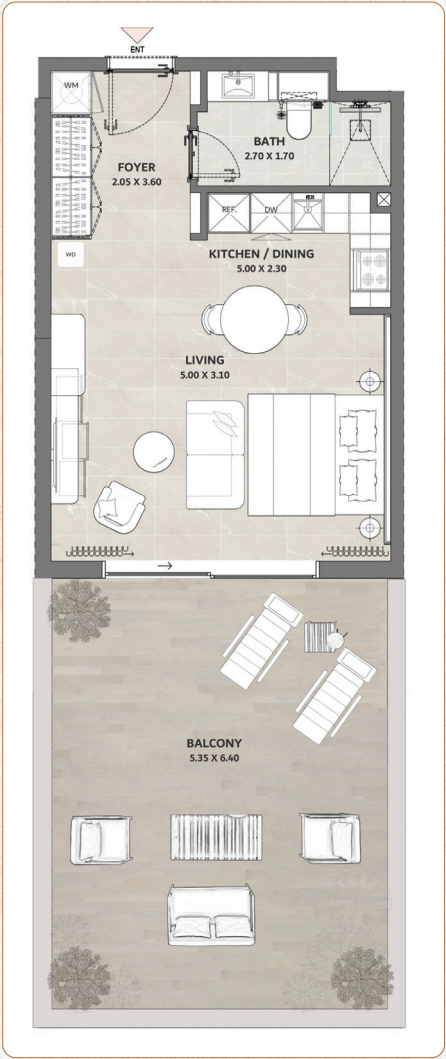 ENT
WM
BATH
2.70 X 1.70
FOYER
2.05 X 3.60
REF.
DW
WD
KITCHEN / DINING
5.00 X 2.30
LIVING
5.00 X 3.10
BALCONY
5.35 X 6.40